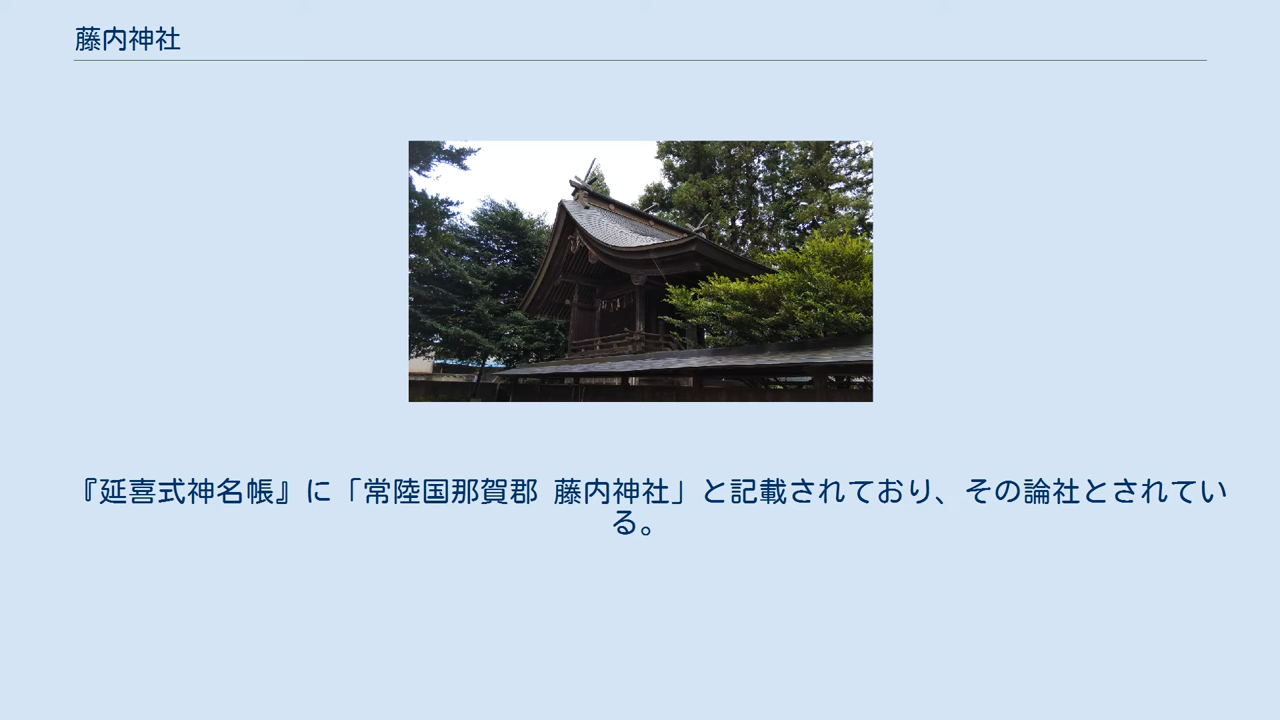 藤内神社
『延喜式神名帳』に「常陸国那賀郡 藤内神社」と記載されており、その論社とされてい
る。